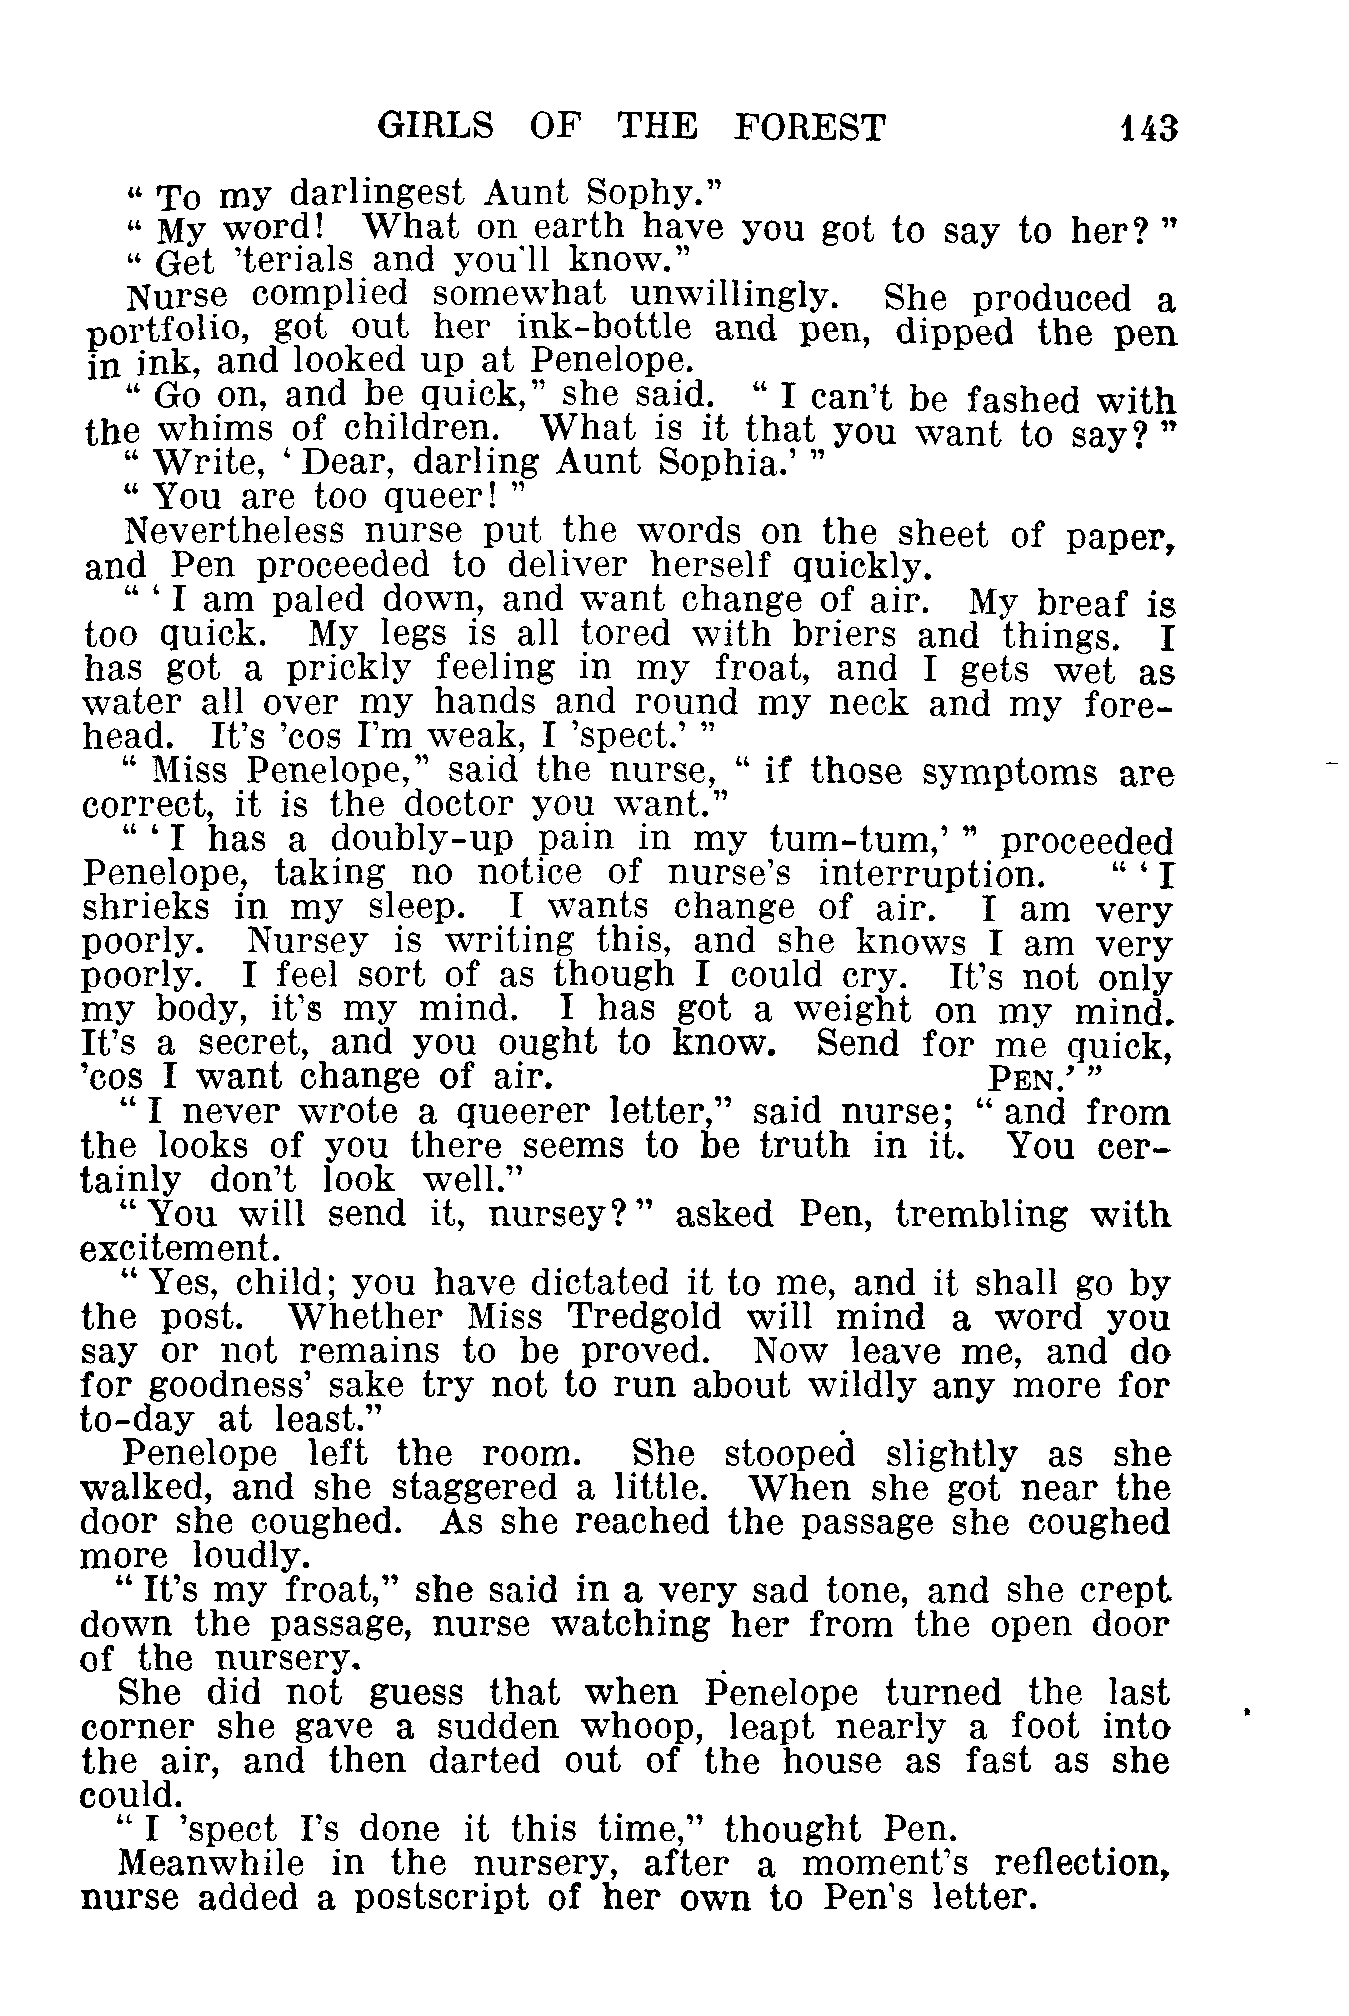 GIRLS OF THE FOREST 143
“ To my darlingest Aunt Sophy.”
“ My word! What on earth have you got to say to her? ”
“ Get ’terials and you'll know.”
Nurse complied somewhat unwillingly. She produced a
portfolio, got out her ink-bottle and pen, dipped the pen
in ink, and looked up at Penelope.
“ Go on, and be quick,” she said. “ I can’t be fashed with
the whims of children. What is it that you want to say? ”
“ Write, ‘ Dear, darling Aunt Sophia.’ ”
“ You are too queer! ”
Nevertheless nurse put the words on the sheet of paper,
and Pen proceeded to deliver herself quickly.
“ ‘ I am paled down, and want change of air. My breaf is
too quick. My legs is all tored with briers and things. I
has got a prickly feeling in my froat, and I gets wet as
water all over my hands and round my neck and my fore-
head. It’s ’cos I’m weak, I ’spect.’ ”
“ Miss Penelope,” said the nurse, “ if those symptoms are
correct, it is the doctor you want.”
“ ‘ I has a doubly-up pain in my tum-tum,’ ” proceeded
Penelope, taking no notice of nurse’s interruption. “ ‘ I
shrieks in my sleep. I wants change of air. I am very
poorly. Nursey is writing this, and she knows I am very
poorly. I feel sort of as though I could cry. It’s not only
my body, it’s my mind. I has got a weight on my mind.
It’s a secret, and you ought to know. Send for me quick,
’cos I want change of air. PEN.’ ”
“ I never wrote a queerer letter,” said nurse; “ and from
the looks of you there seems to be truth in it. You cer-
tainly don’t look well.”
“ You will send it, nursey? ” asked Pen, trembling with
excitement.
“ Yes, child; you have dictated it to me, and it shall go by
the post. Whether Miss Tredgold will mind a word you
say or not remains to be proved. Now leave me, and do
for goodness’ sake try not to run about wildly any more for
to-day at least.”
Penelope left the room. She stooped slightly as she
walked, and she staggered a little. When she got near the
door she coughed. As she reached the passage she coughed
more loudly.
“ It’s my froat,” she said in a very sad tone, and she crept
down the passage, nurse watching her from the open door
of the nursery.
She did not guess that when Penelope turned the last
corner she gave a sudden whoop, leapt nearly a foot into
the air, and then darted out of the house as fast as she
could.
“ I ’spect I’s done it this time,” thought Pen.
Meanwhile in the nursery, after a moment’s reflection,
nurse added a postscript of her own to Pen’s letter.